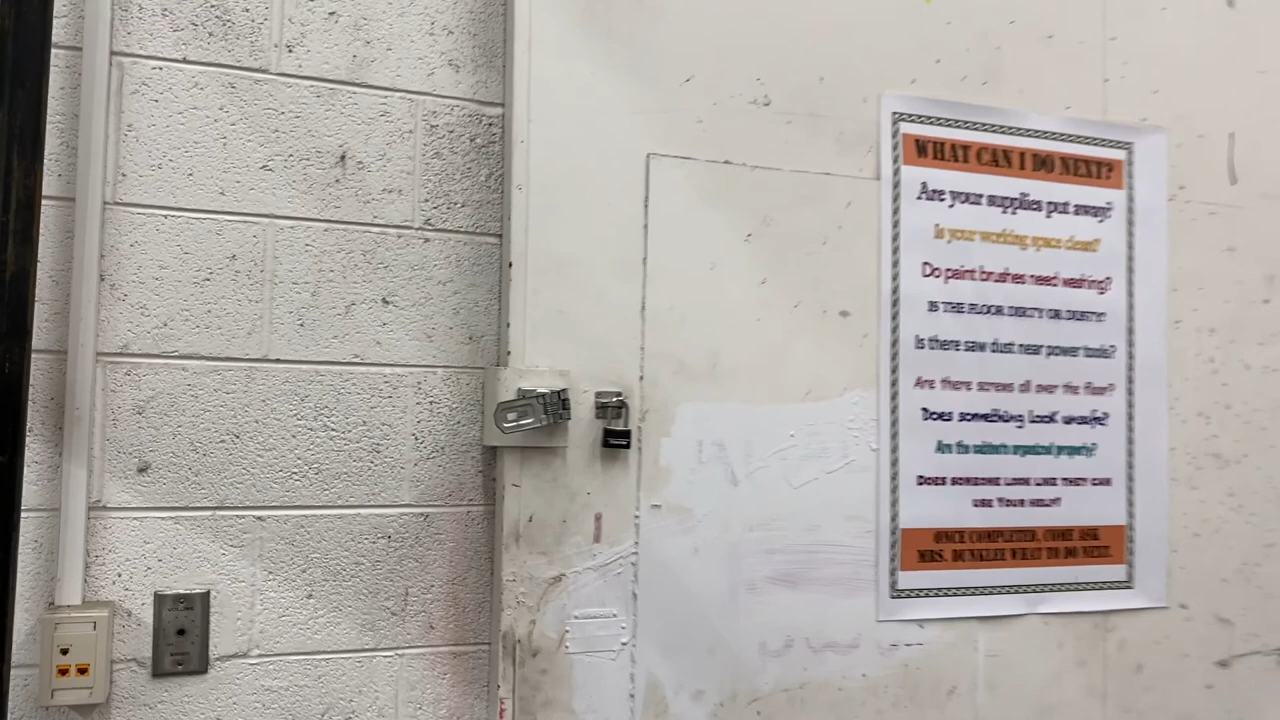 WHAT CAN I DO NEXT?
Are your supplies put away?
Is your working space clean?
Do paint brushes need washing?
IS THE FLOOR DIRTY OR DUSTY?
Is there saw dust near power tools?
Are there screws all over the floor?
Does something look unsafe?
Are the cabinets organized properly?
DOES SOMEONE LOOK LIKE THEY CAN
USE YOUR HELP?
ONCE COMPLETED, COME ASK
MRS. DUNKLEE WHAT TO DO NEXT.
VOLUME